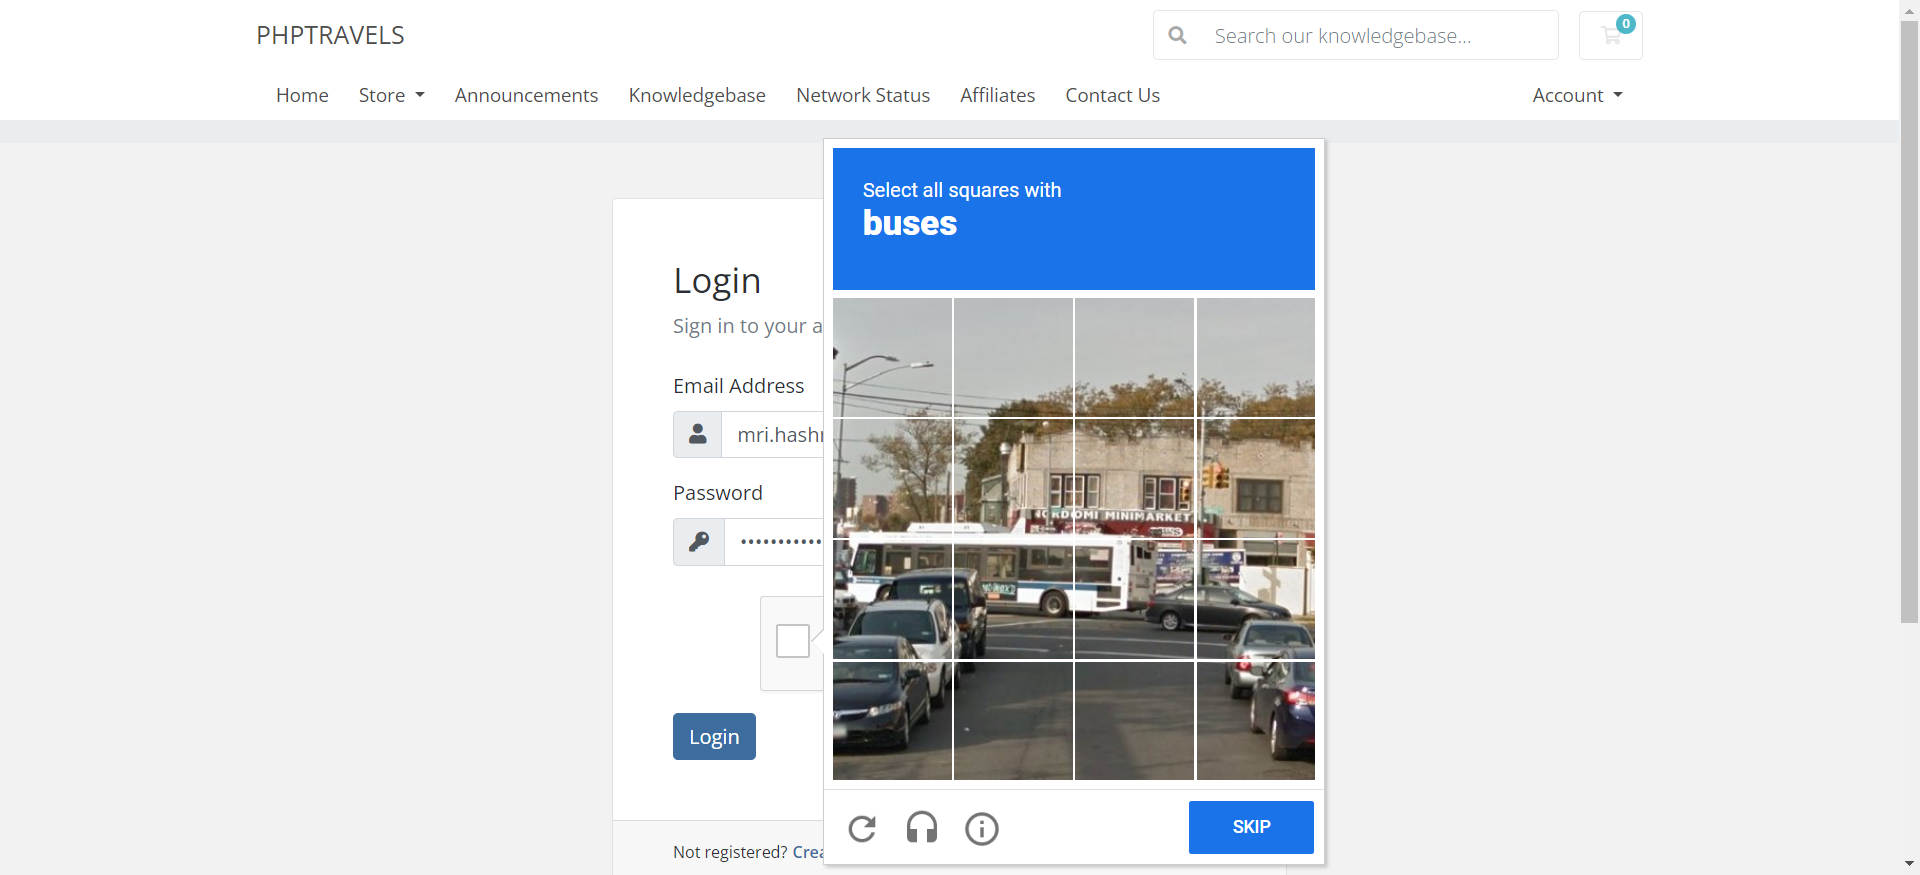 PHPTRAVELS
Search our knowledgebase...
0
Home
Store
Announcements
Knowledgebase
Network Status
Affiliates
Contact Us
Account
Select all squares with
buses
Login
Sign in to your a
Email Address
mri.hash
Password
NORDIOMI MINIMARKET
Login
SKIP
Not registered? Crea